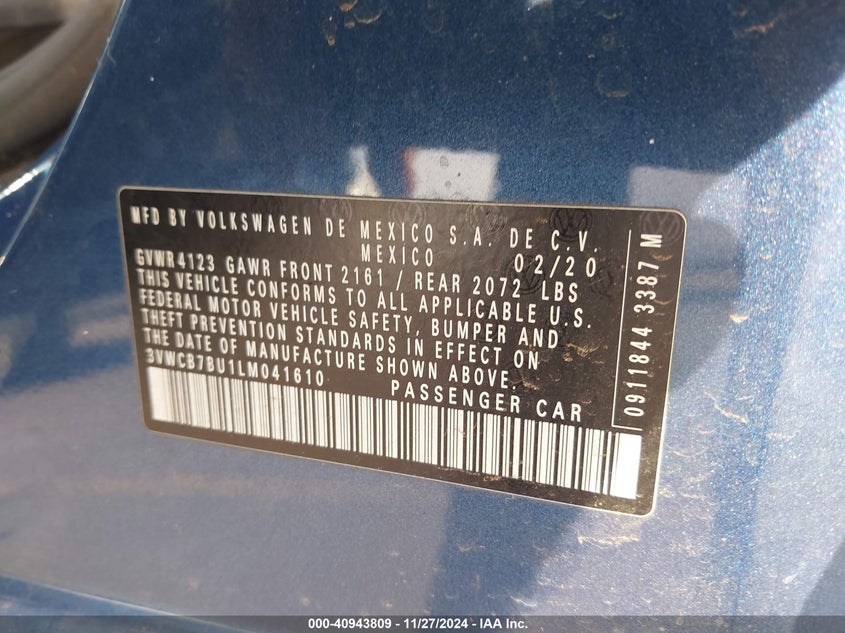 MFD BY VOLKSWAGEN DE MEXICO S.A. DE C.V.
MEXICO 02/20
GVWR4123 GAWR FRONT 2161 / REAR 2072 LBS
THIS VEHICLE CONFORMS TO ALL APPLICABLE U.S.
FEDERAL MOTOR VEHICLE SAFETY, BUMPER AND
THEFT PREVENTION STANDARDS IN EFFECT ON
THE DATE OF MANUFACTURE SHOWN ABOVE.
3VWCB7BU1LM041610
PASSENGER CAR
0911844 3387 M
000-40943809 - 11/27/2024 - IAA Inc.